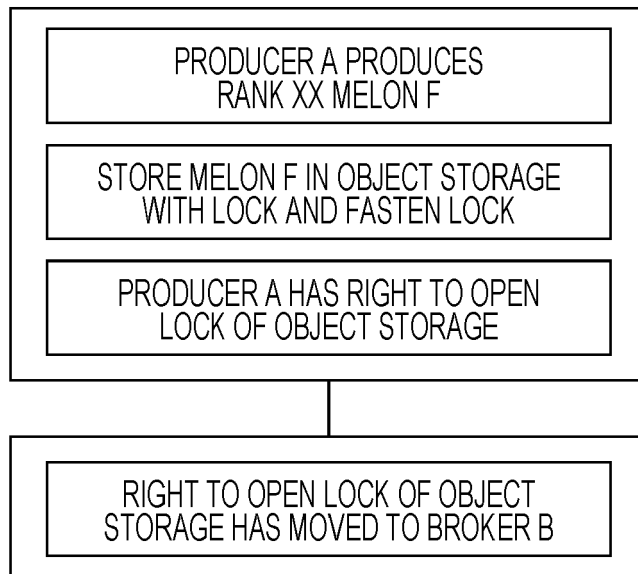 PRODUCER A PRODUCES
RANK XX MELON F
STORE MELON F IN OBJECT STORAGE
WITH LOCK AND FASTEN LOCK
PRODUCER A HAS RIGHT TO OPEN
LOCK OF OBJECT STORAGE
RIGHT TO OPEN LOCK OF OBJECT
STORAGE HAS MOVED TO BROKER B